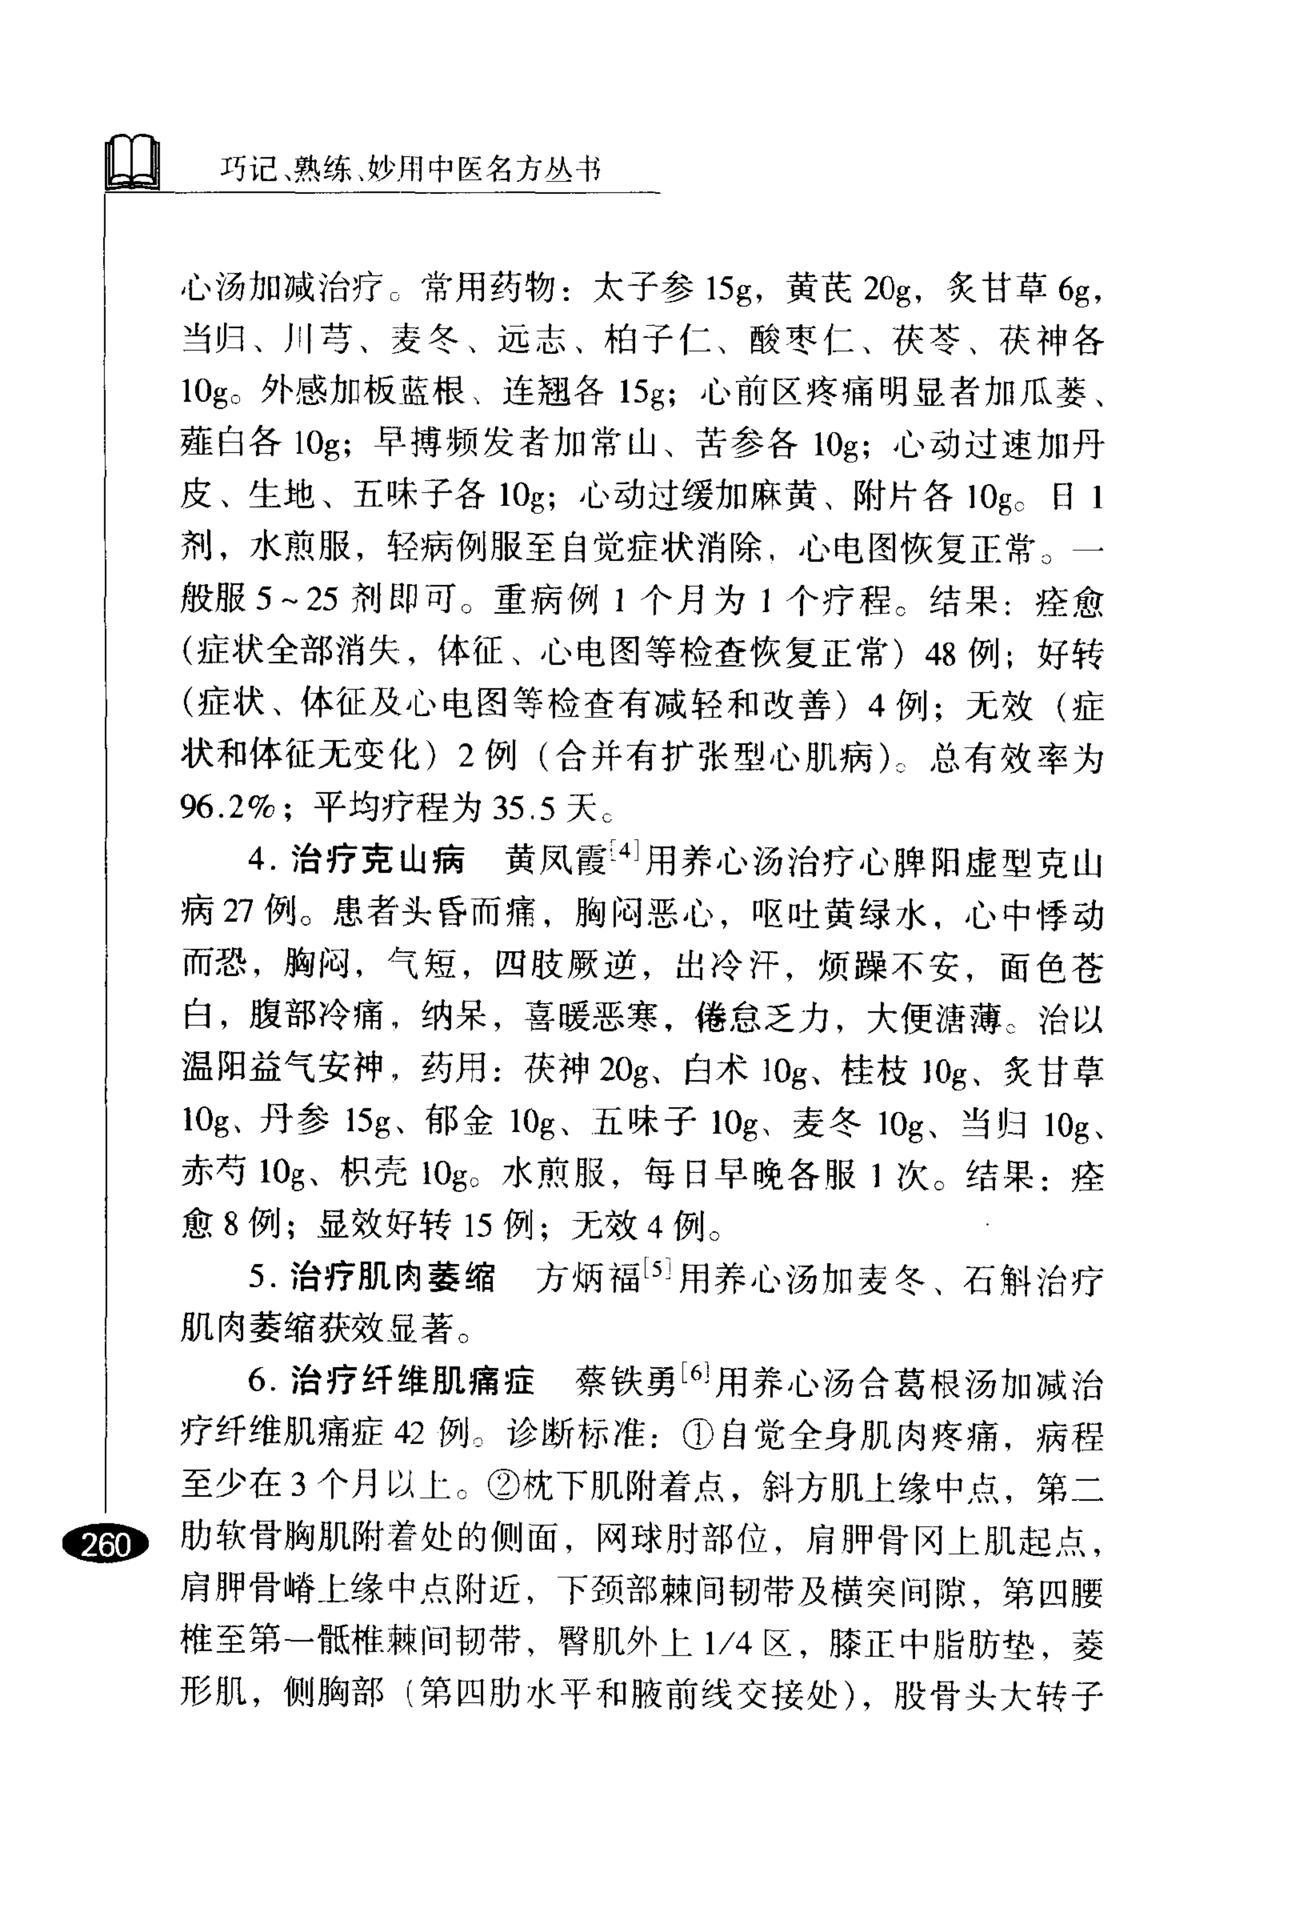 巧记、熟练、妙用中医名方丛书
心汤加减治疗。常用药物：太子参 15g，黄芪 20g，炙甘草 6g，
当归、川芎、麦冬、远志、柏子仁、酸枣仁、茯苓、茯神各
10g。外感加板蓝根、连翘各 15g；心前区疼痛明显者加瓜蒌、
薤白各 10g；早搏频发者加常山、苦参各 10g；心动过速加丹
皮、生地、五味子各 10g；心动过缓加麻黄、附片各 10g。日 1
剂，水煎服，轻病例服至自觉症状消除，心电图恢复正常。一
般服 5～25 剂即可。重病例 1 个月为 1 个疗程。结果：痊愈
（症状全部消失，体征、心电图等检查恢复正常）48 例；好转
（症状、体征及心电图等检查有减轻和改善）4 例；无效（症
状和体征无变化）2 例（合并有扩张型心肌病）。总有效率为
96.2%；平均疗程为 35.5 天。
4. 治疗克山病　黄凤霞[4]用养心汤治疗心脾阳虚型克山
病 27 例。患者头昏而痛，胸闷恶心，呕吐黄绿水，心中悸动
而恐，胸闷，气短，四肢厥逆，出冷汗，烦躁不安，面色苍
白，腹部冷痛，纳呆，喜暖恶寒，倦怠乏力，大便溏薄。治以
温阳益气安神，药用：茯神 20g、白术 10g、桂枝 10g、炙甘草
10g、丹参 15g、郁金 10g、五味子 10g、麦冬 10g、当归 10g、
赤芍 10g、枳壳 10g。水煎服，每日早晚各服 1 次。结果：痊
愈 8 例；显效好转 15 例；无效 4 例。
5. 治疗肌肉萎缩　方炳福[5]用养心汤加麦冬、石斛治疗
肌肉萎缩获效显著。
6. 治疗纤维肌痛症　蔡铁勇[6]用养心汤合葛根汤加减治
疗纤维肌痛症 42 例。诊断标准：①自觉全身肌肉疼痛，病程
至少在 3 个月以上。②枕下肌附着点，斜方肌上缘中点，第二
肋软骨胸肌附着处的侧面，网球肘部位，肩胛骨冈上肌起点，
肩胛骨嵴上缘中点附近，下颈部棘间韧带及横突间隙，第四腰
椎至第一骶椎棘间韧带，臀肌外上 1/4 区，膝正中脂肪垫，菱
形肌，侧胸部（第四肋水平和腋前线交接处），股骨头大转子
260